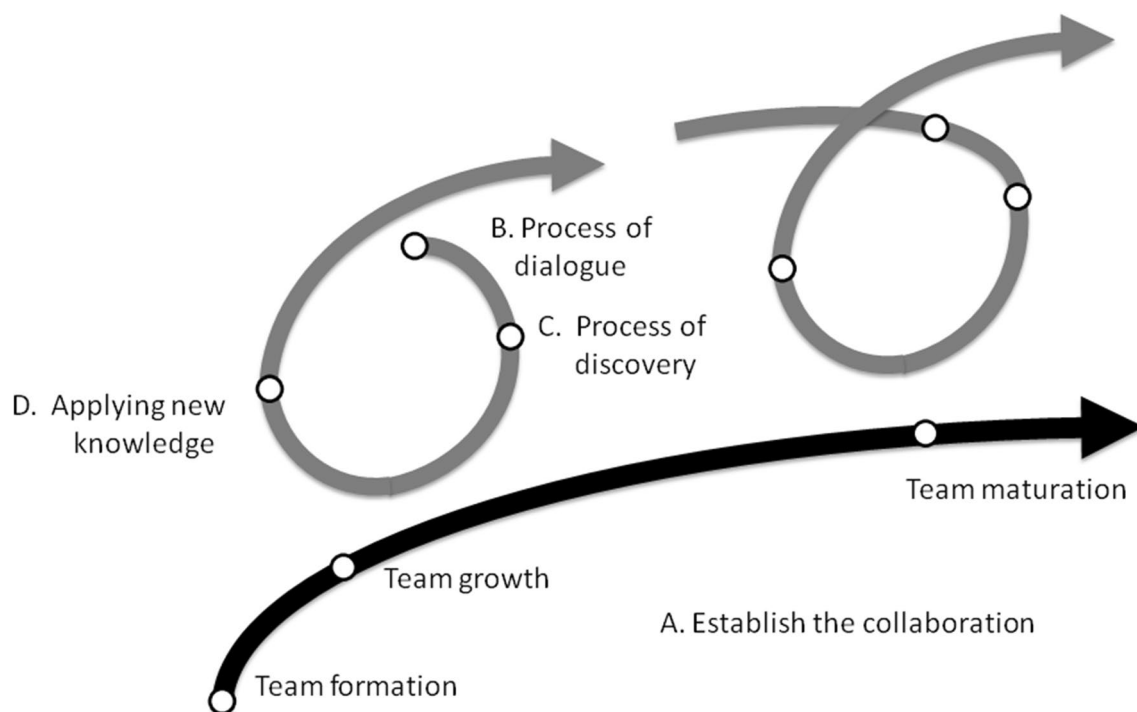 B. Process of
dialogue
C. Process of
discovery
D. Applying new
knowledge
Team maturation
Team growth
A. Establish the collaboration
Team formation